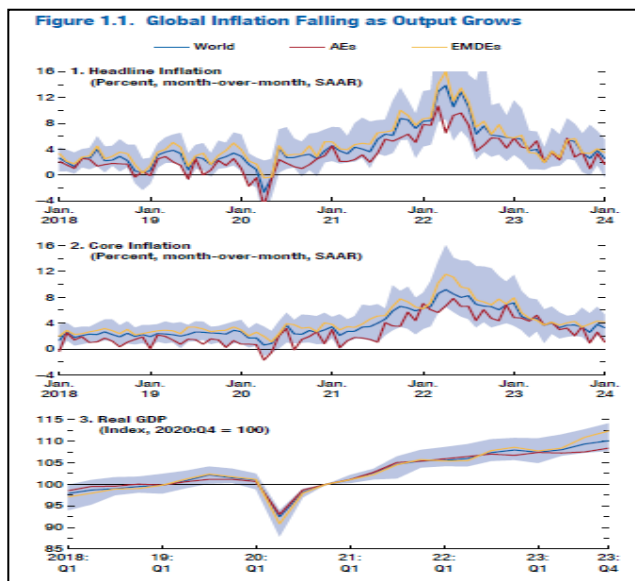 Figure 1.1. Global Inflation Falling as Output Grows
World AEs EMDEs
16 1. Headline Inflation
(Percent, month-over-month, SAAR)
12
8
4
0
−4
Jan. Jan. Jan. Jan. Jan. Jan. Jan.
2018 19 20 21 22 23 24
16 2. Core Inflation
(Percent, month-over-month, SAAR)
12
8
4
0
−4
Jan. Jan. Jan. Jan. Jan. Jan. Jan.
2018 19 20 21 22 23 24
115 3. Real GDP
(Index, 2020:Q4 = 100)
110
105
100
95
90
85
2018: 19: 20: 21: 22: 23: 23:
Q1 Q1 Q1 Q1 Q1 Q1 Q4